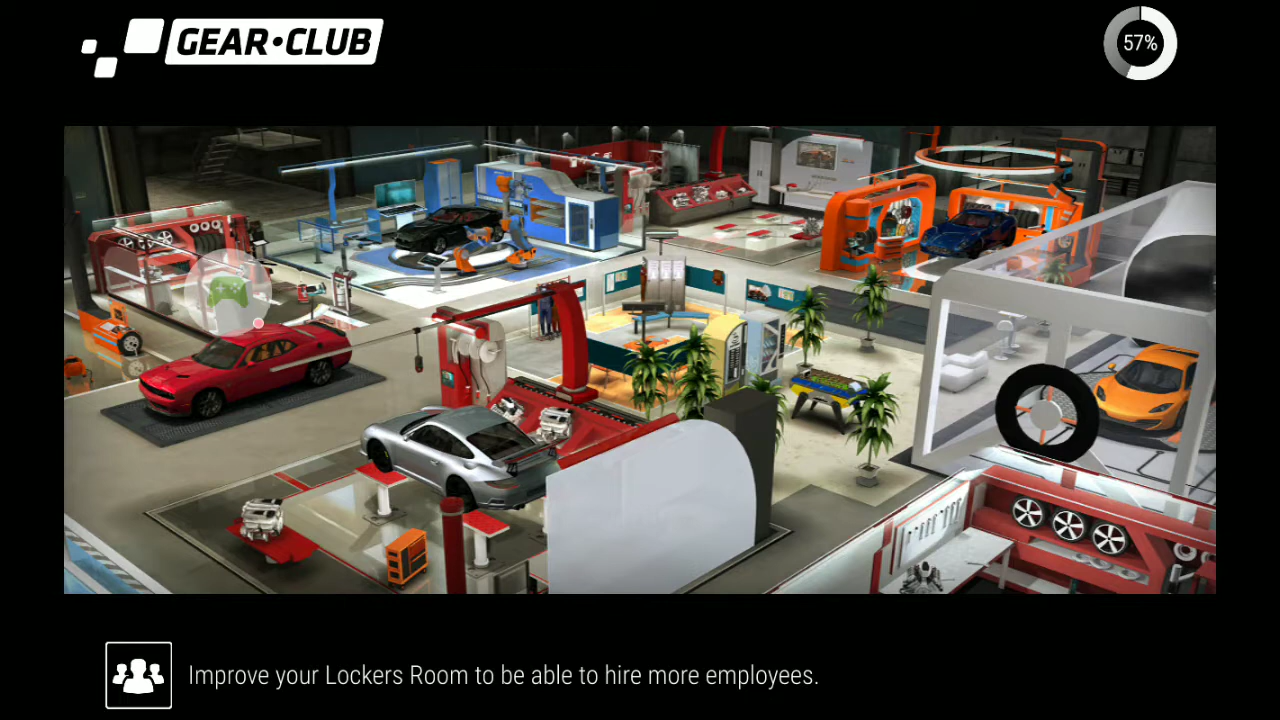 GEAR•CLUB
57%
Improve your Lockers Room to be able to hire more employees.